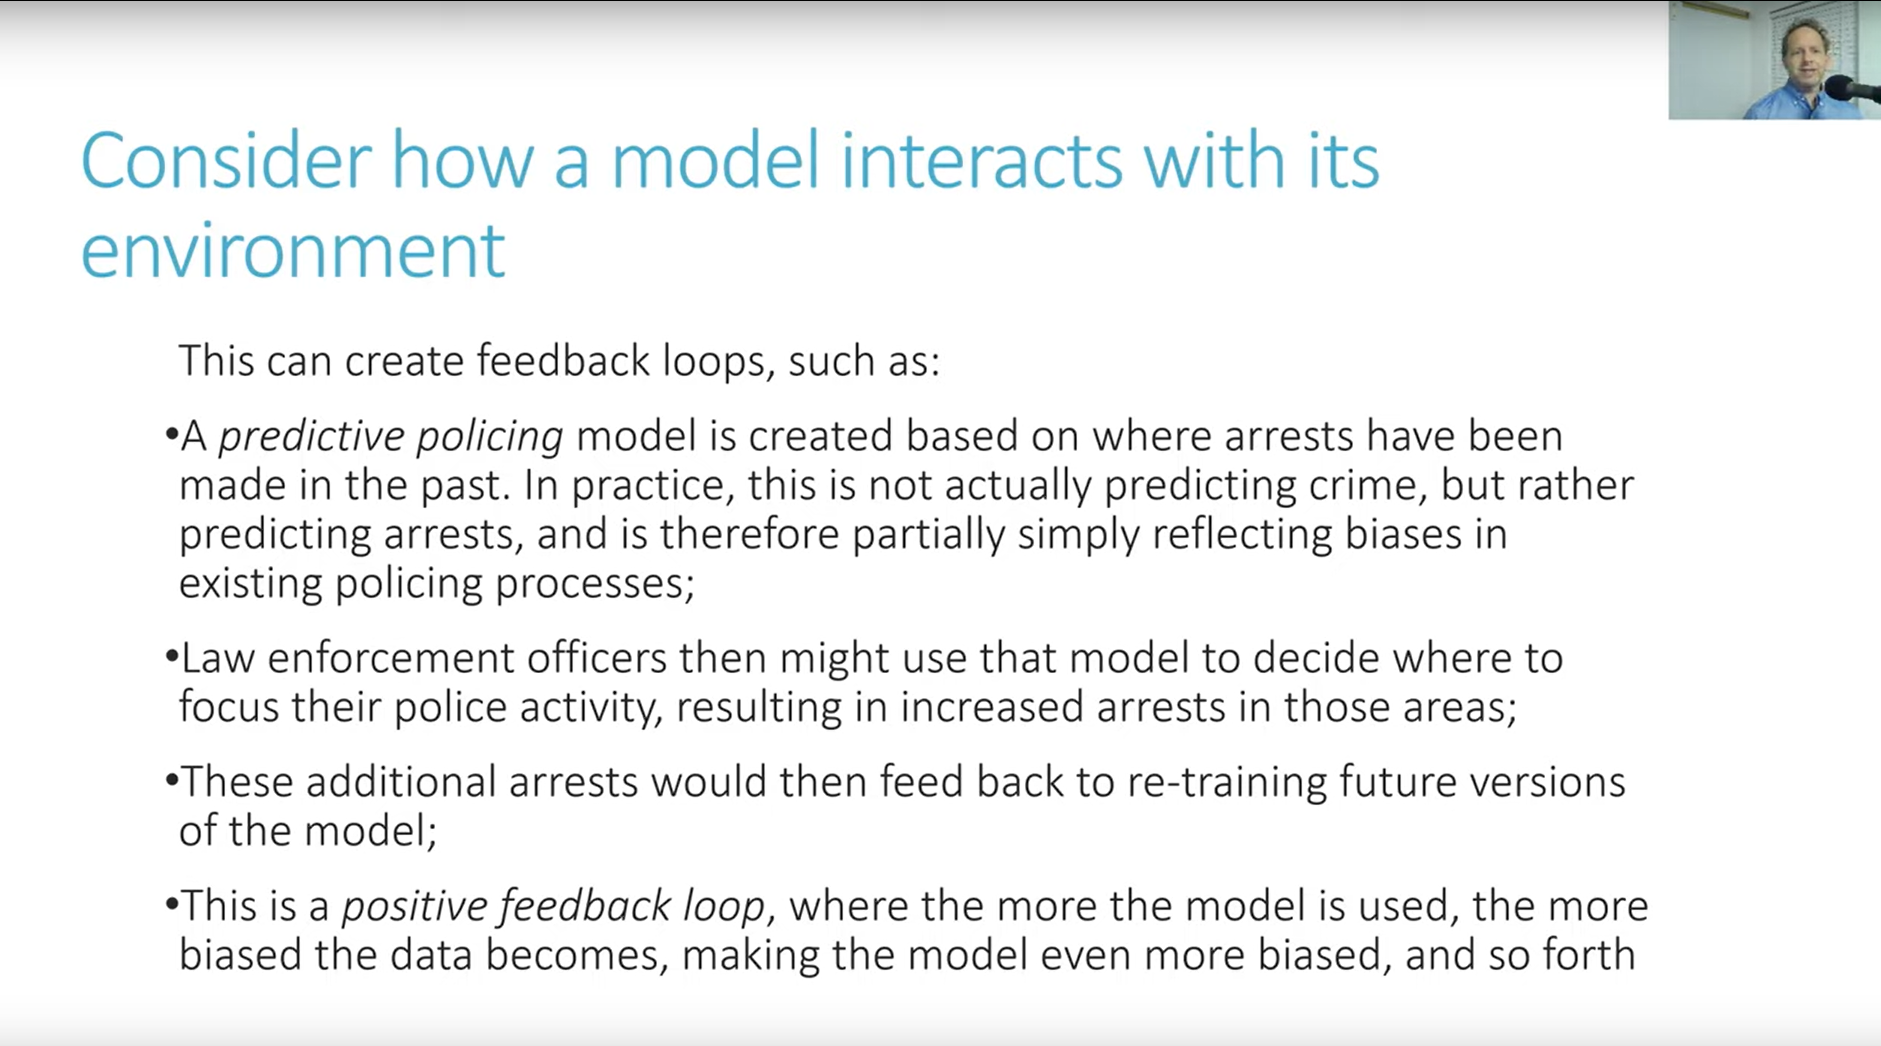 Consider how a model interacts with its
environment
This can create feedback loops, such as:
•A predictive policing model is created based on where arrests have been
made in the past. In practice, this is not actually predicting crime, but rather
predicting arrests, and is therefore partially simply reflecting biases in
existing policing processes;
•Law enforcement officers then might use that model to decide where to
focus their police activity, resulting in increased arrests in those areas;
•These additional arrests would then feed back to re-training future versions
of the model;
•This is a positive feedback loop, where the more the model is used, the more
biased the data becomes, making the model even more biased, and so forth